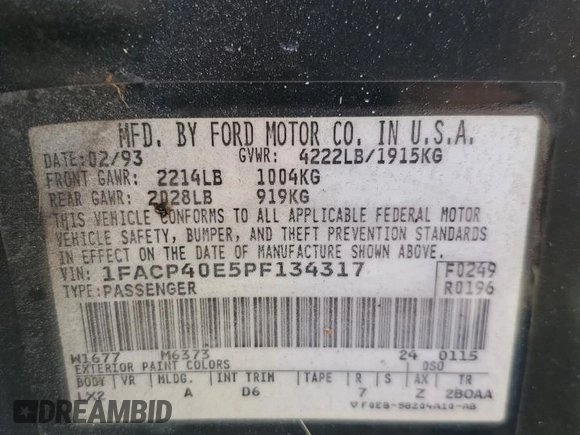 MFD. BY FORD MOTOR CO. IN U.S.A.
DATE: 02/93 GVWR: 4222LB/1915KG
FRONT GAWR: 2214LB 1004KG
REAR GAWR: 2028LB 919KG
THIS VEHICLE CONFORMS TO ALL APPLICABLE FEDERAL MOTOR
VEHICLE SAFETY, BUMPER, AND THEFT PREVENTION STANDARDS
IN EFFECT ON THE DATE OF MANUFACTURE SHOWN ABOVE.
VIN: 1FACP40E5PF134317 F0249
TYPE: PASSENGER R0196
W1677 M6373 24 0115
EXTERIOR PAINT COLORS DSO
BODY VR MLDG. INT TRIM TAPE R S AX TR
LX2 A D6 7 Z 2B0AA
DREAMBID